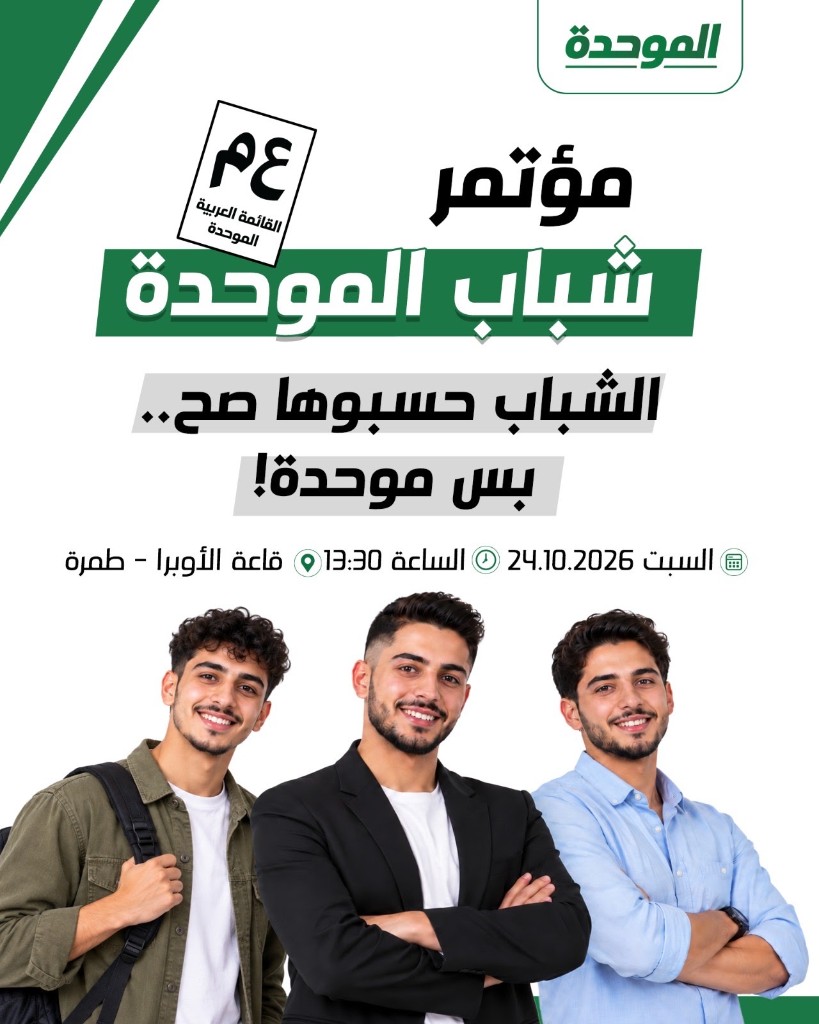 الموحدة
مؤتمر
عم
القائمة العربية
الموحدة
شباب الموحدة
الشباب حسبوها صح..
بس موحدة!
السبت 24.10.2026 الساعة 13:30 قاعة الأوبرا - طمرة